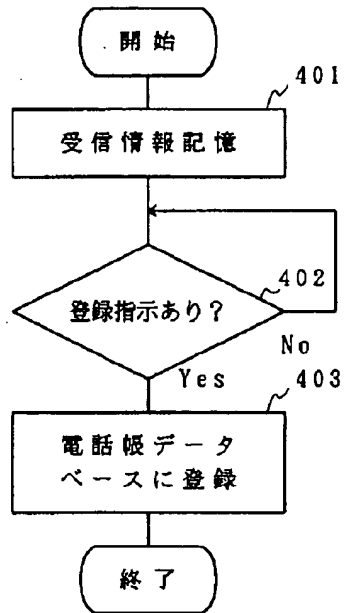 開始
401
受信情報記憶
402
登録指示あり？
No
Yes
403
電話帳データ
ベースに登録
終了